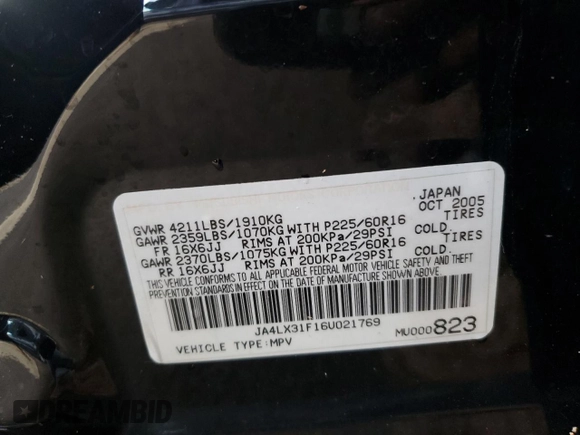 JAPAN
OCT 2005
GVWR 4211LBS/1910KG
GAWR 2359LBS/1070KG WITH P225/60R16 TIRES
FR 16X6JJ RIMS AT 200KPa/29PSI COLD.
GAWR 2370LBS/1075KG WITH P225/60R16 TIRES
RR 16X6JJ RIMS AT 200KPa/29PSI COLD.
THIS VEHICLE CONFORMS TO ALL APPLICABLE FEDERAL MOTOR VEHICLE SAFETY AND THEFT
PREVENTION STANDARDS IN EFFECT ON THE DATE OF MANUFACTURE SHOWN ABOVE.
JA4LX31F16U021769
VEHICLE TYPE:MPV
MU000823
DREAMBID